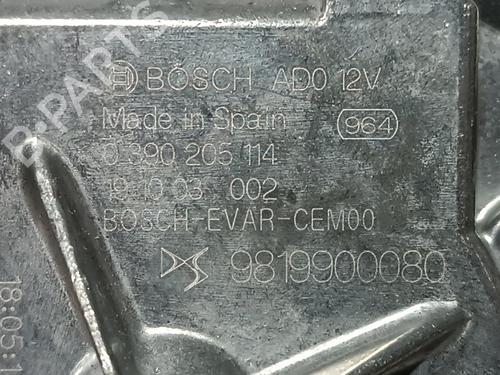 BOSCH AD0 12V
Made in Spain 964
0 390 205 114
19.10.03 002
BOSCH-EVAR-CEM00
DS 9819900080
18:05:1
B-PARTS